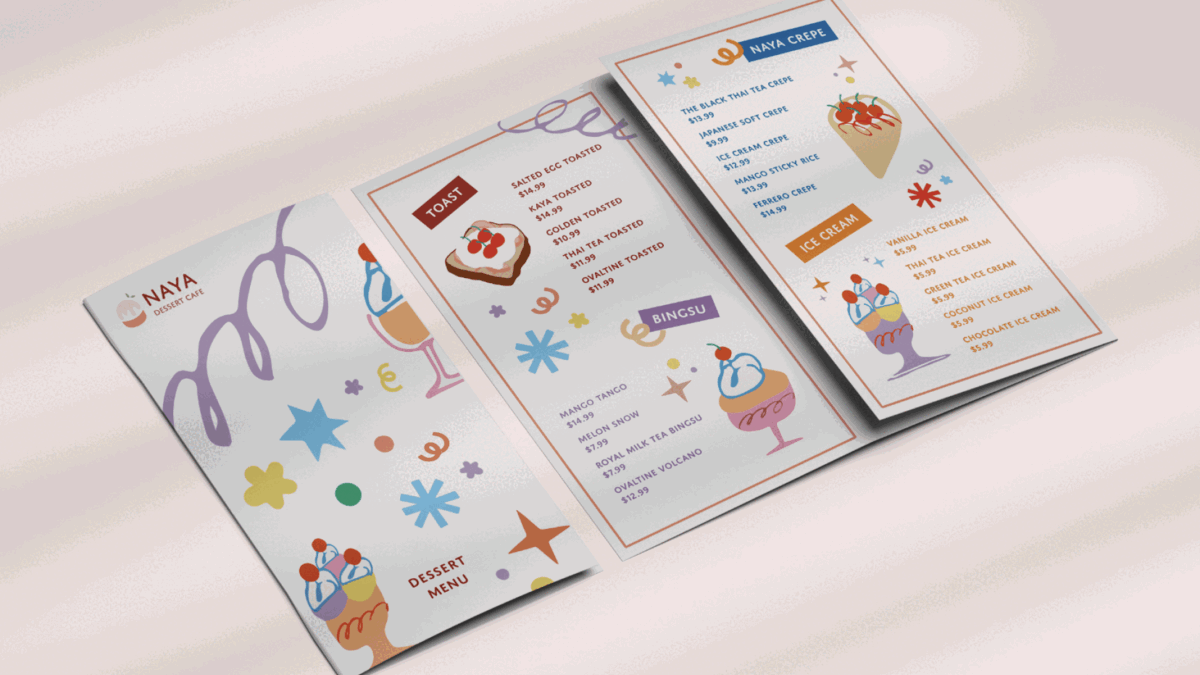 NAYA
DESSERT CAFE
DESSERT
MENU
TOAST
SALTED EGG TOASTED
$14.99
KAYA TOASTED
$14.99
GOLDEN TOASTED
$10.99
THAI TEA TOASTED
$11.99
OVALTINE TOASTED
$11.99
BINGSU
MANGO TANGO
$14.99
MELON SNOW
$7.99
ROYAL MILK TEA BINGSU
$7.99
OVALTINE VOLCANO
$12.99
NAYA CREPE
THE BLACK THAI TEA CREPE
$13.99
JAPANESE SOFT CREPE
$9.99
ICE CREAM CREPE
$12.99
MANGO STICKY RICE
$13.99
FERRERO CREPE
$14.99
ICE CREAM
VANILLA ICE CREAM
$5.99
THAI TEA ICE CREAM
$5.99
GREEN TEA ICE CREAM
$5.99
COCONUT ICE CREAM
$5.99
CHOCOLATE ICE CREAM
$5.99